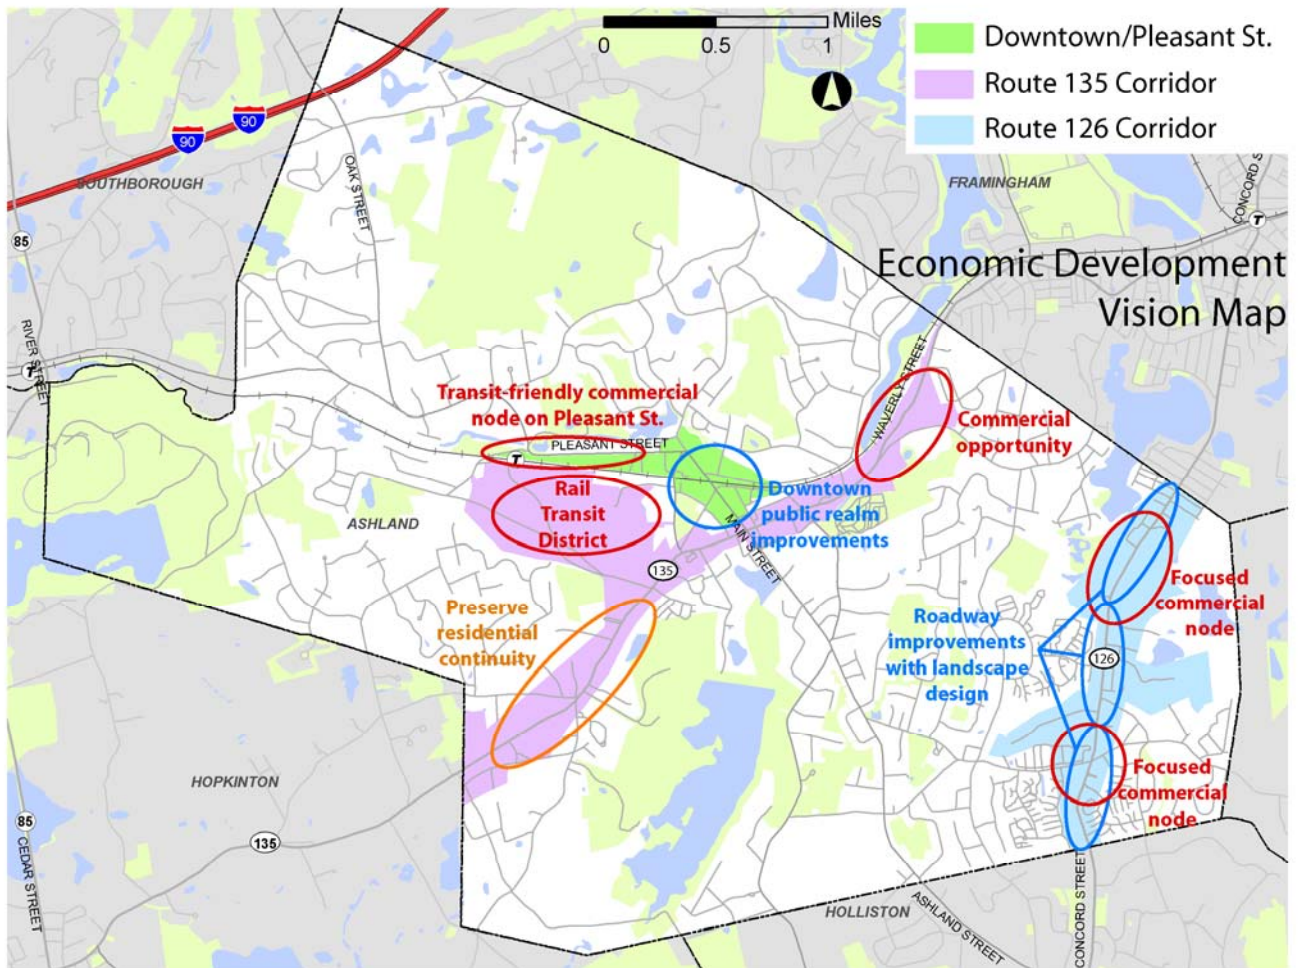 Miles
0 0.5 1
Downtown/Pleasant St.
Route 135 Corridor
Route 126 Corridor
90
90
SOUTHBOROUGH
OAK STREET
FRAMINGHAM
CONCORD S
T
85
Economic Development
Vision Map
RIVER STREET
T
WAVERLY STREET
Transit-friendly commercial
node on Pleasant St.
PLEASANT STREET
T
Commercial
opportunity
Rail
Transit
District
Downtown
public realm
improvements
MAIN STREET
ASHLAND
135
Preserve
residential
continuity
Focused
commercial
node
Roadway
improvements
with landscape
design
126
Focused
commercial
node
HOPKINTON
85
135
CEDAR STREET
HOLLISTON
ASHLAND STREET
CONCORD STREET